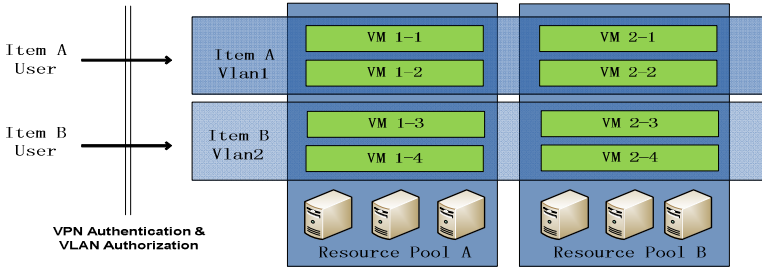 Item A
User
Item B
User
VPN Authentication &
VLAN Authorization
Item A
Vlan1
Item B
Vlan2
VM 1-1
VM 1-2
VM 1-3
VM 1-4
Resource Pool A
VM 2-1
VM 2-2
VM 2-3
VM 2-4
Resource Pool B